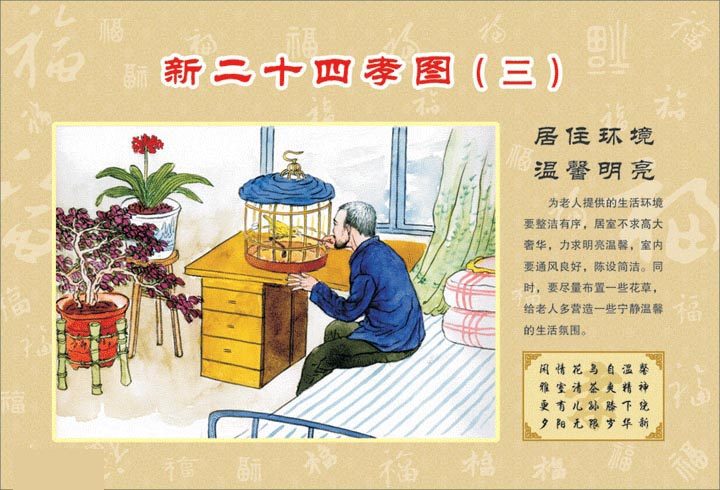 新二十四孝图（三）
居住环境
温馨明亮
为老人提供的生活环境
要整洁有序，居室不求高大
奢华，力求明亮温馨，室内
要通风良好，陈设简洁。同
时，要尽量布置一些花草，
给老人多营造一些宁静温馨
的生活氛围。
闲情花鸟自温馨
雅室清茶爽精神
更有儿孙膝下绕
夕阳无限岁华新